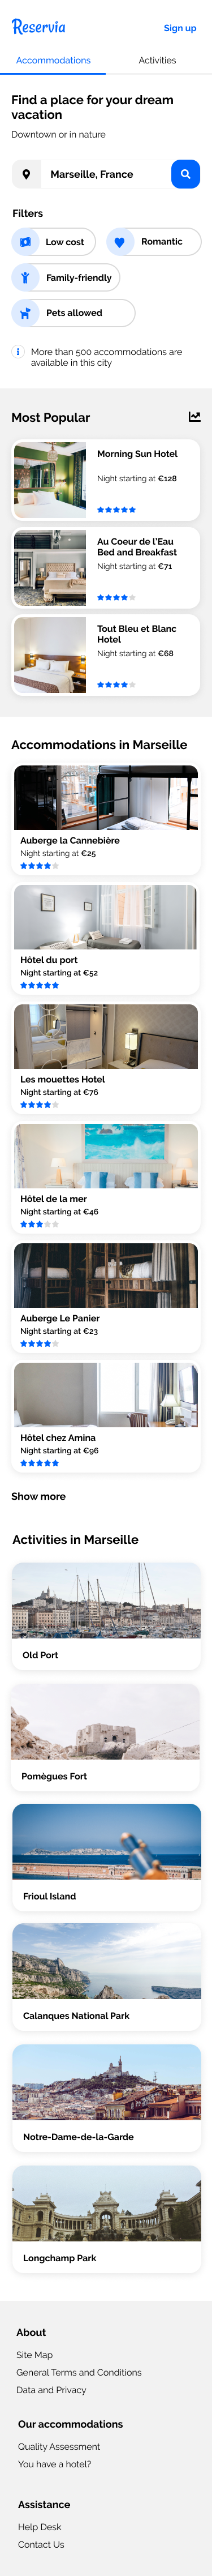 Reservia
Sign up
Accommodations
Activities
Find a place for your dream
vacation
Downtown or in nature
Marseille, France
Filters
Low cost
Romantic
Family-friendly
Pets allowed
More than 500 accommodations are
available in this city
Most Popular
Morning Sun Hotel
Night starting at €128
Au Coeur de l'Eau
Bed and Breakfast
Night starting at €71
Tout Bleu et Blanc
Hotel
Night starting at €68
Accommodations in Marseille
Auberge la Cannebière
Night starting at €25
Hôtel du port
Night starting at €52
Les mouettes Hotel
Night starting at €76
Hôtel de la mer
Night starting at €46
Auberge Le Panier
Night starting at €23
Hôtel chez Amina
Night starting at €96
Show more
Activities in Marseille
Old Port
Pomègues Fort
Frioul Island
Calanques National Park
Notre-Dame-de-la-Garde
Longchamp Park
About
Site Map
General Terms and Conditions
Data and Privacy
Our accommodations
Quality Assessment
You have a hotel?
Assistance
Help Desk
Contact Us